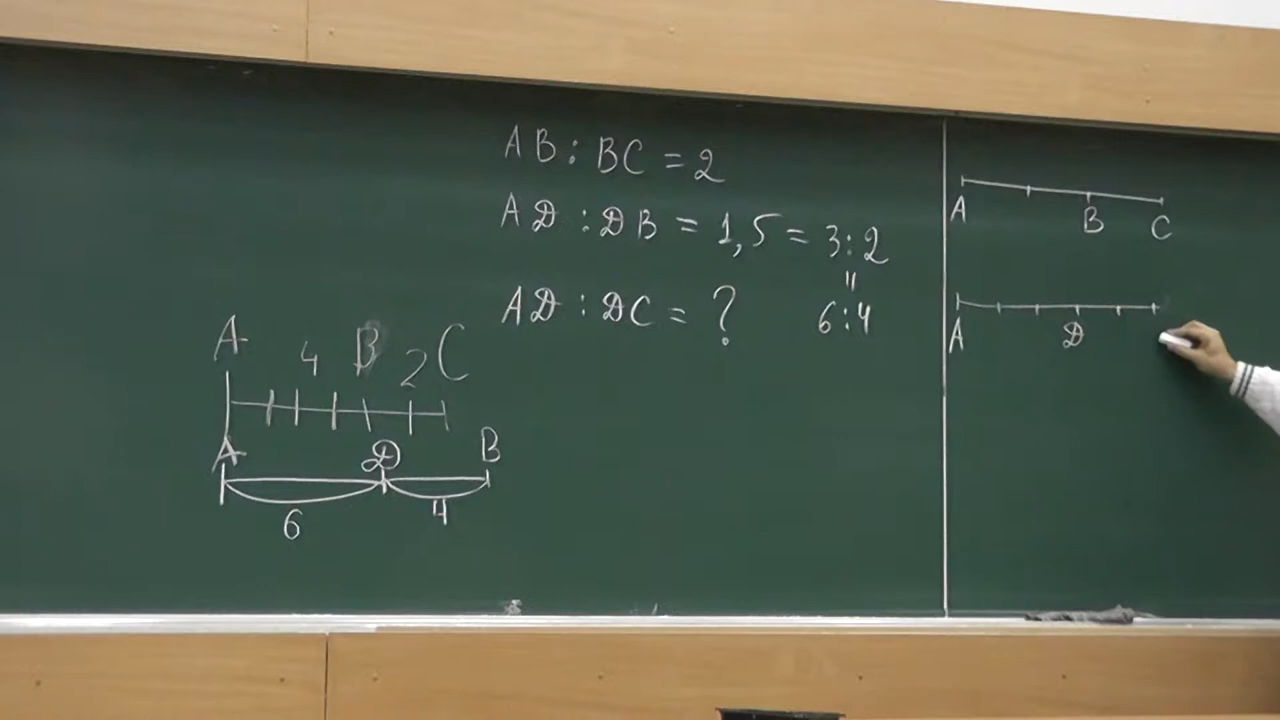 AB : BC = 2
AD : DB = 1,5 = 3:2
"
AD : DC = ? 6:4
A 4 B 2 C
A D B
6 4
A B C
A D